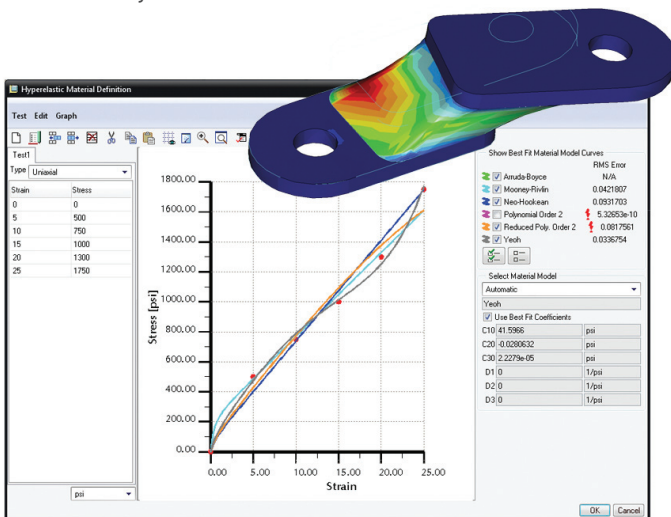 Hyperelastic Material Definition
Test Edit Graph
Test1
Type Uniaxial
Strain Stress
0 0
5 500
10 750
15 1000
20 1300
25 1750
psi
1800.00
1600.00
1400.00
1200.00
1000.00
800.00
600.00
400.00
200.00
0.00
Stress [psi]
0.00 5.00 10.00 15.00 20.00 25.00
Strain
Show Best Fit Material Model Curves
RMS Error
Arruda-Boyce N/A
Mooney-Rivlin 0.0421807
Neo-Hookean 0.0931703
Polynomial Order 2 5.32653e-10
Reduced Poly. Order 2 0.0817561
Yeoh 0.0336754
Select Material Model
Automatic
Yeoh
Use Best Fit Coefficients
C10 41.5966 psi
C20 -0.0280632 psi
C30 2.2279e-05 psi
D1 0 1/psi
D2 0 1/psi
D3 0 1/psi
OK Cancel